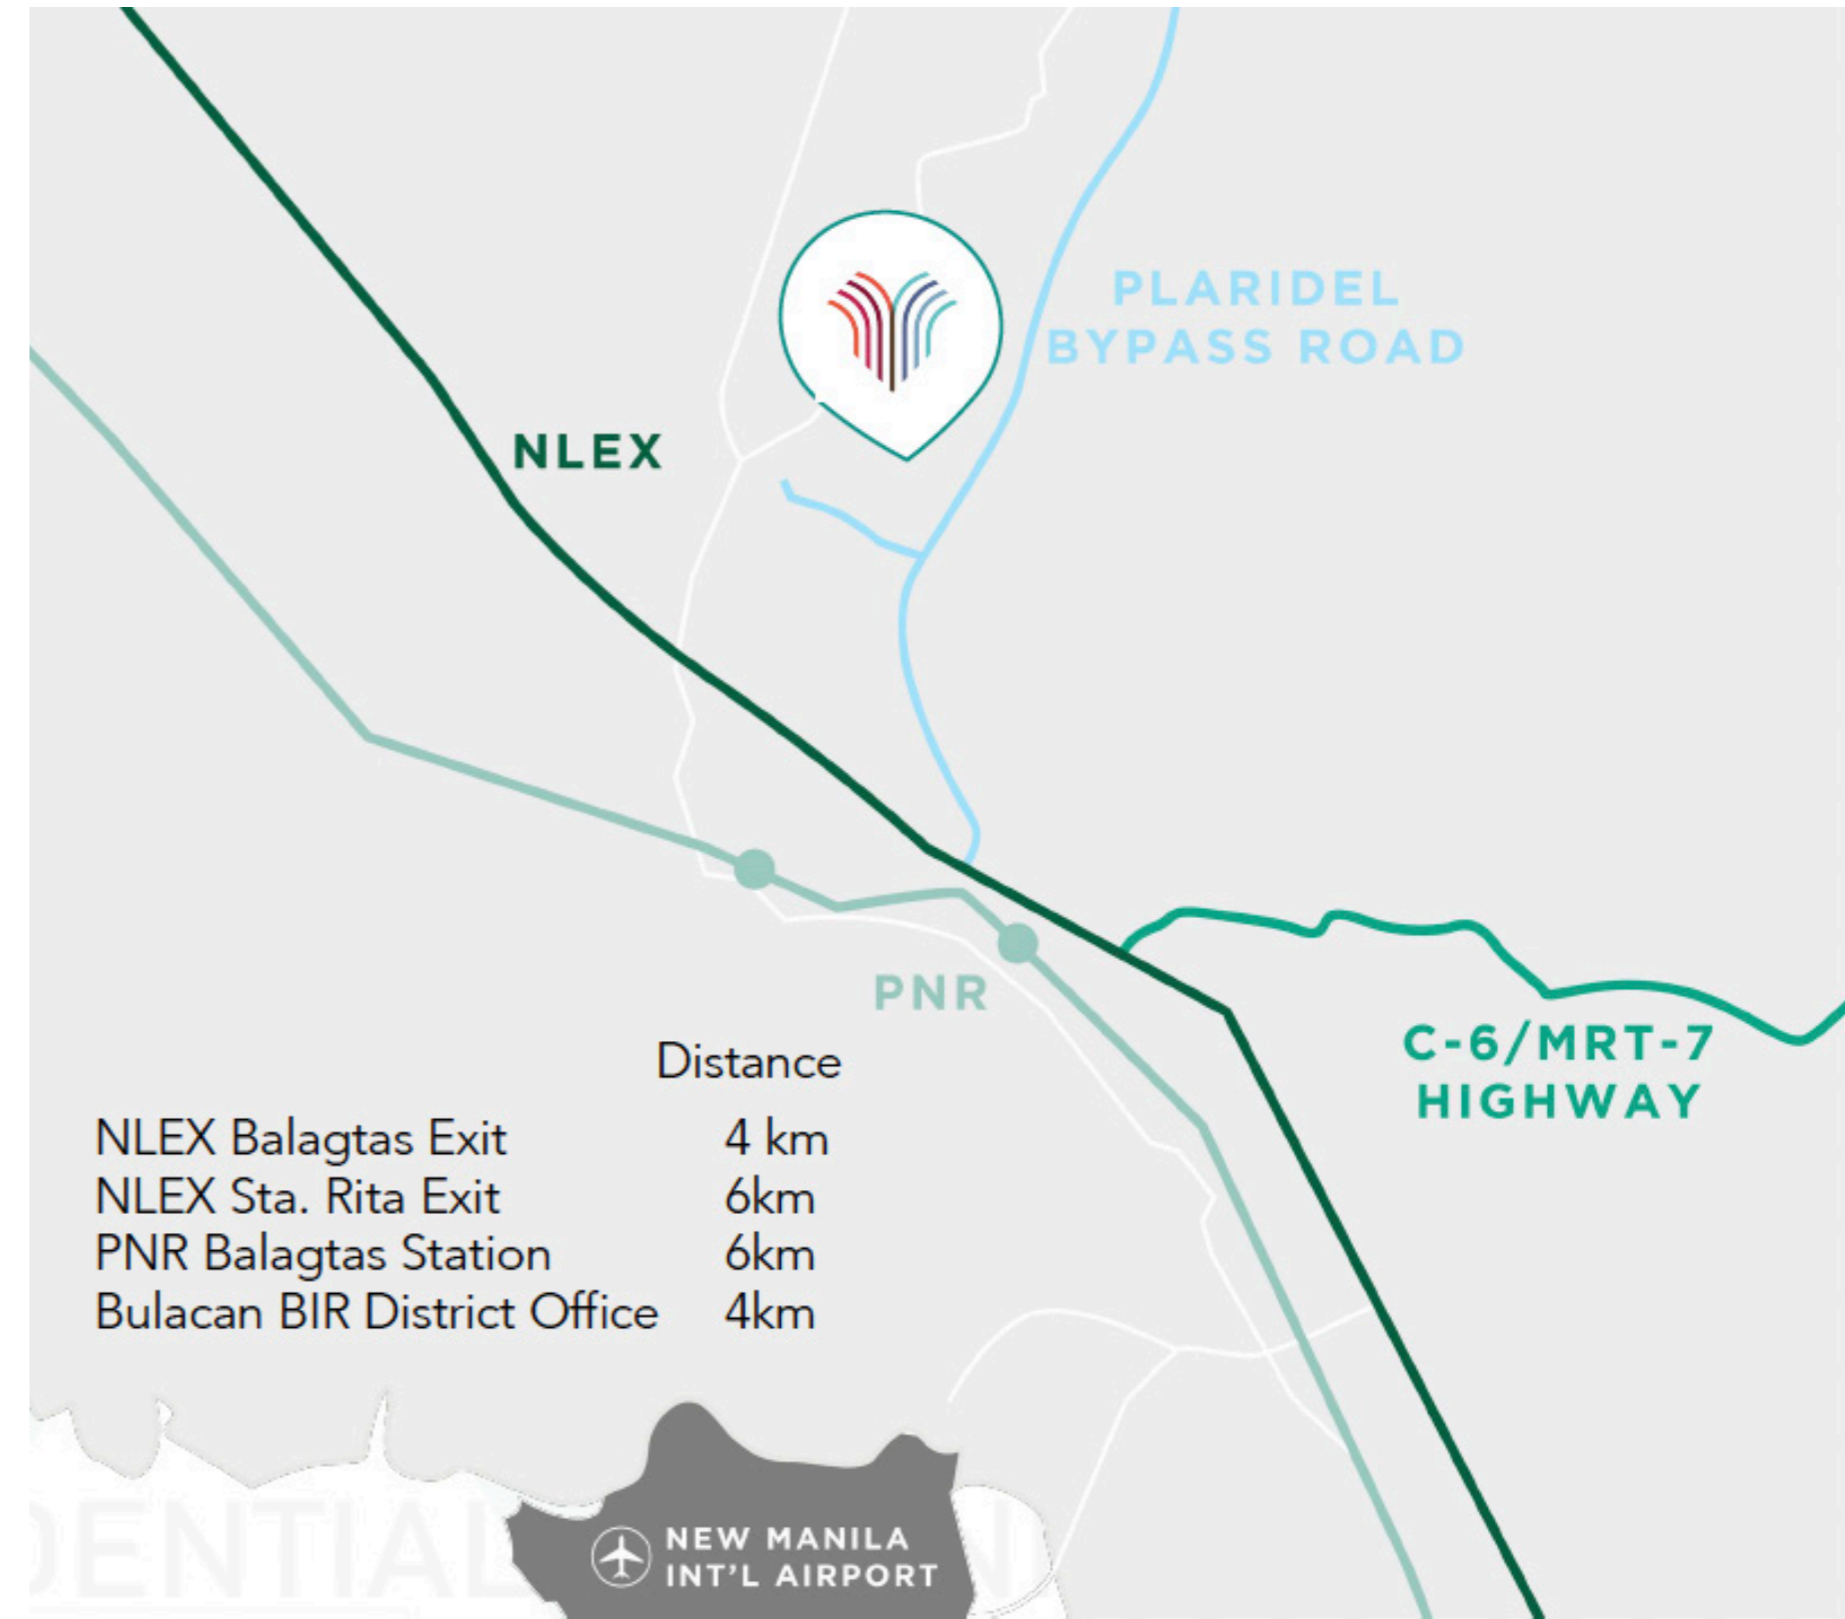 PLARIDEL
BYPASS ROAD
NLEX
PNR
C-6/MRT-7
HIGHWAY
Distance
NLEX Balagtas Exit 4 km
NLEX Sta. Rita Exit 6km
PNR Balagtas Station 6km
Bulacan BIR District Office 4km
NEW MANILA
INT'L AIRPORT